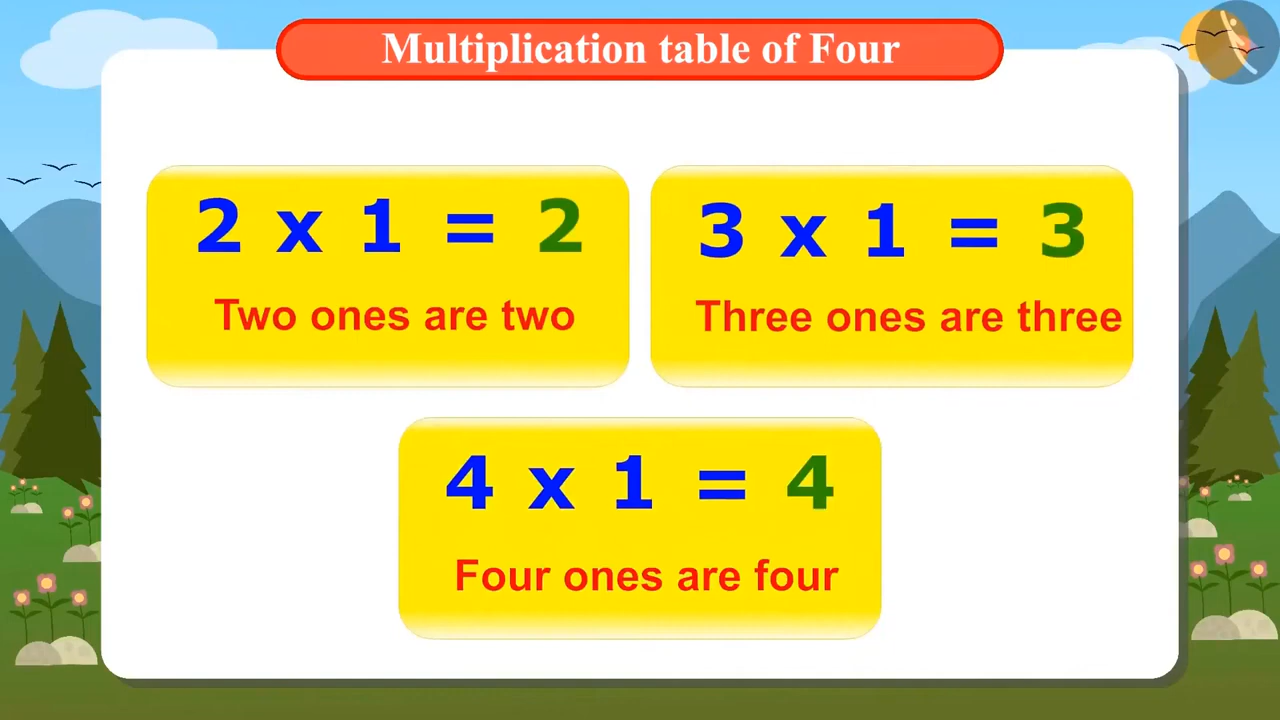 Multiplication table of Four
2 x 1 = 2
Two ones are two
3 x 1 = 3
Three ones are three
4 x 1 = 4
Four ones are four